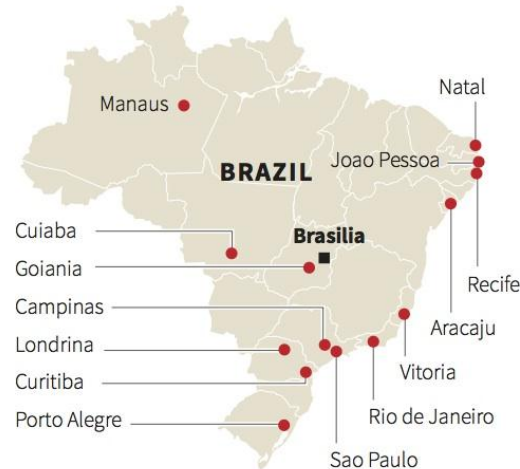 Natal
Manaus
Joao Pessoa
BRAZIL
Cuiaba
Brasilia
Goiania
Recife
Campinas
Aracaju
Londrina
Vitoria
Curitiba
Rio de Janeiro
Porto Alegre
Sao Paulo